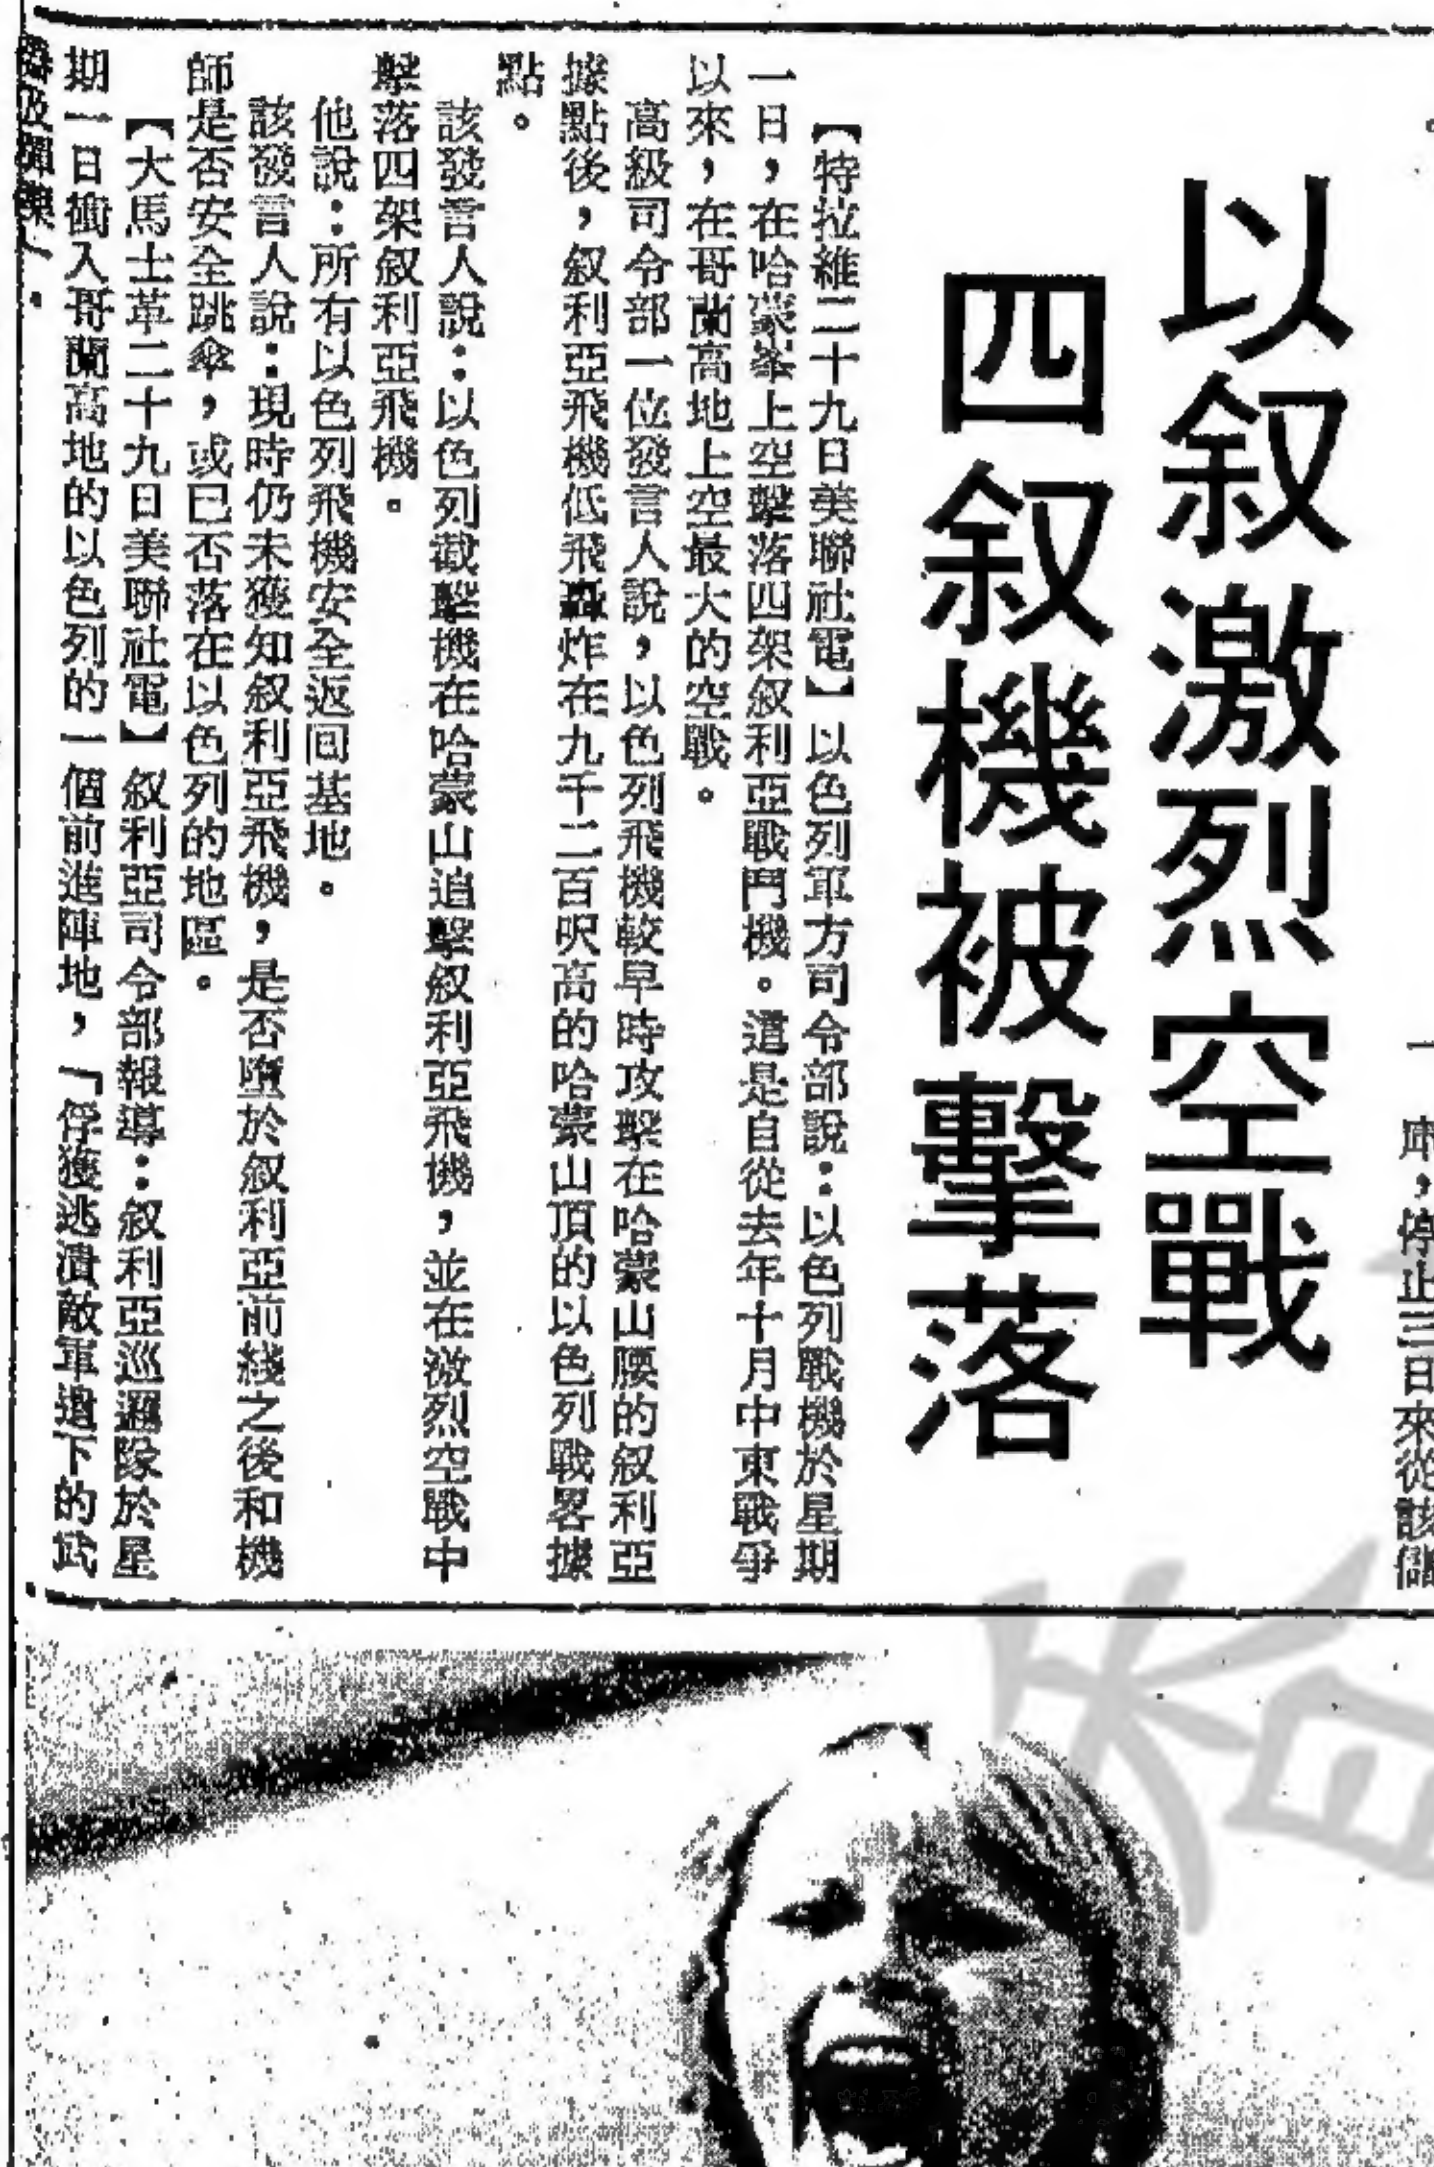 一
庫，停止三日來從該儲
以叙激烈空戰
四叙機被擊落
【特拉維二十九日美聯社電】以色列軍方司令部說：以色列戰機於星期
一日，在哈蒙峯上空擊落四架叙利亞戰鬥機。這是自從去年十月中東戰爭
以來，在哥蘭高地上空最大的空戰。
高級司令部一位發言人說，以色列飛機較早時攻擊在哈蒙山腰的叙利亞
據點後，叙利亞飛機低飛轟炸在九千二百呎高的哈蒙山頂的以色列戰畧據
點。
該發言人說：以色列截擊機在哈蒙山追擊叙利亞飛機，並在激烈空戰中
擊落四架叙利亞飛機。
他說：所有以色列飛機安全返回基地。
該發言人說：現時仍未獲知叙利亞飛機，是否墮於叙利亞前綫之後和機
師是否安全跳傘，或已否落在以色列的地區。
【大馬士革二十九日美聯社電】叙利亞司令部報導：叙利亞巡邏隊於星
期一日衝入哥蘭高地的以色列的一個前進陣地，「俘獲逃潰敵軍遺下的武